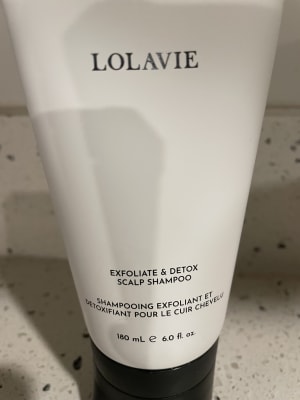 LOLAVIE
EXFOLIATE & DETOX
SCALP SHAMPOO
SHAMPOOING EXFOLIANT ET
DÉTOXIFIANT POUR LE CUIR CHEVELU
180 mL ℮ 6.0 fl. oz.